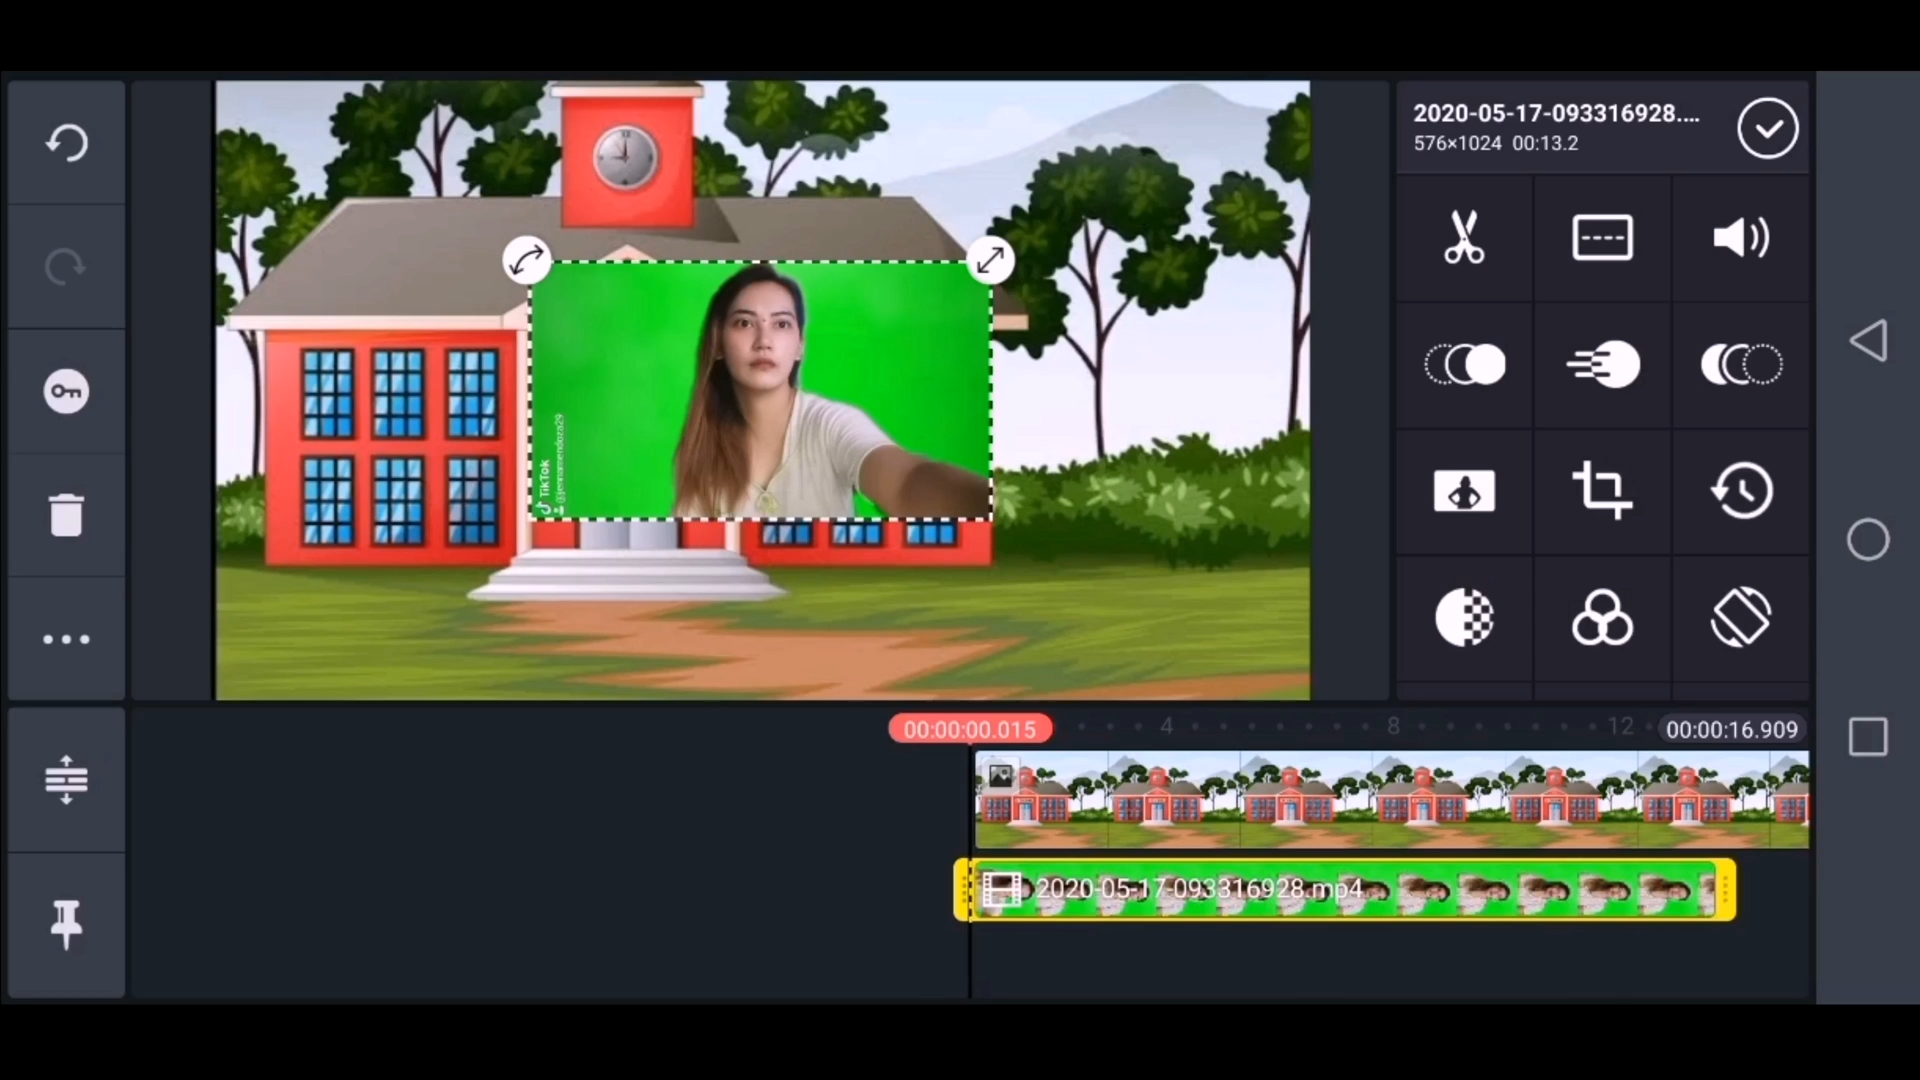 2020-05-17-093316928....
576×1024 00:13.2
TikTok
@jennamendoza29
00:00:00.015
4
8
12
00:00:16.909
2020-05-17-093316928.mp4